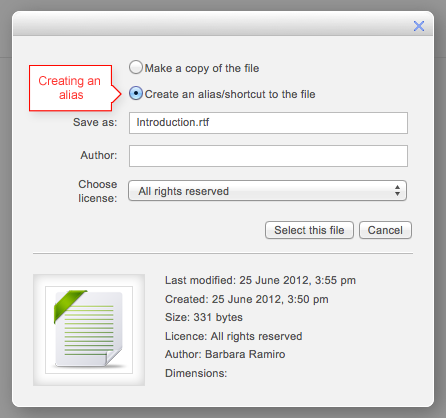 Make a copy of the file
Creating an
alias
Create an alias/shortcut to the file
Save as:
Introduction.rtf
Author:
Choose
license:
All rights reserved
Select this file
Cancel
Last modified: 25 June 2012, 3:55 pm
Created: 25 June 2012, 3:50 pm
Size: 331 bytes
Licence: All rights reserved
Author: Barbara Ramiro
Dimensions: